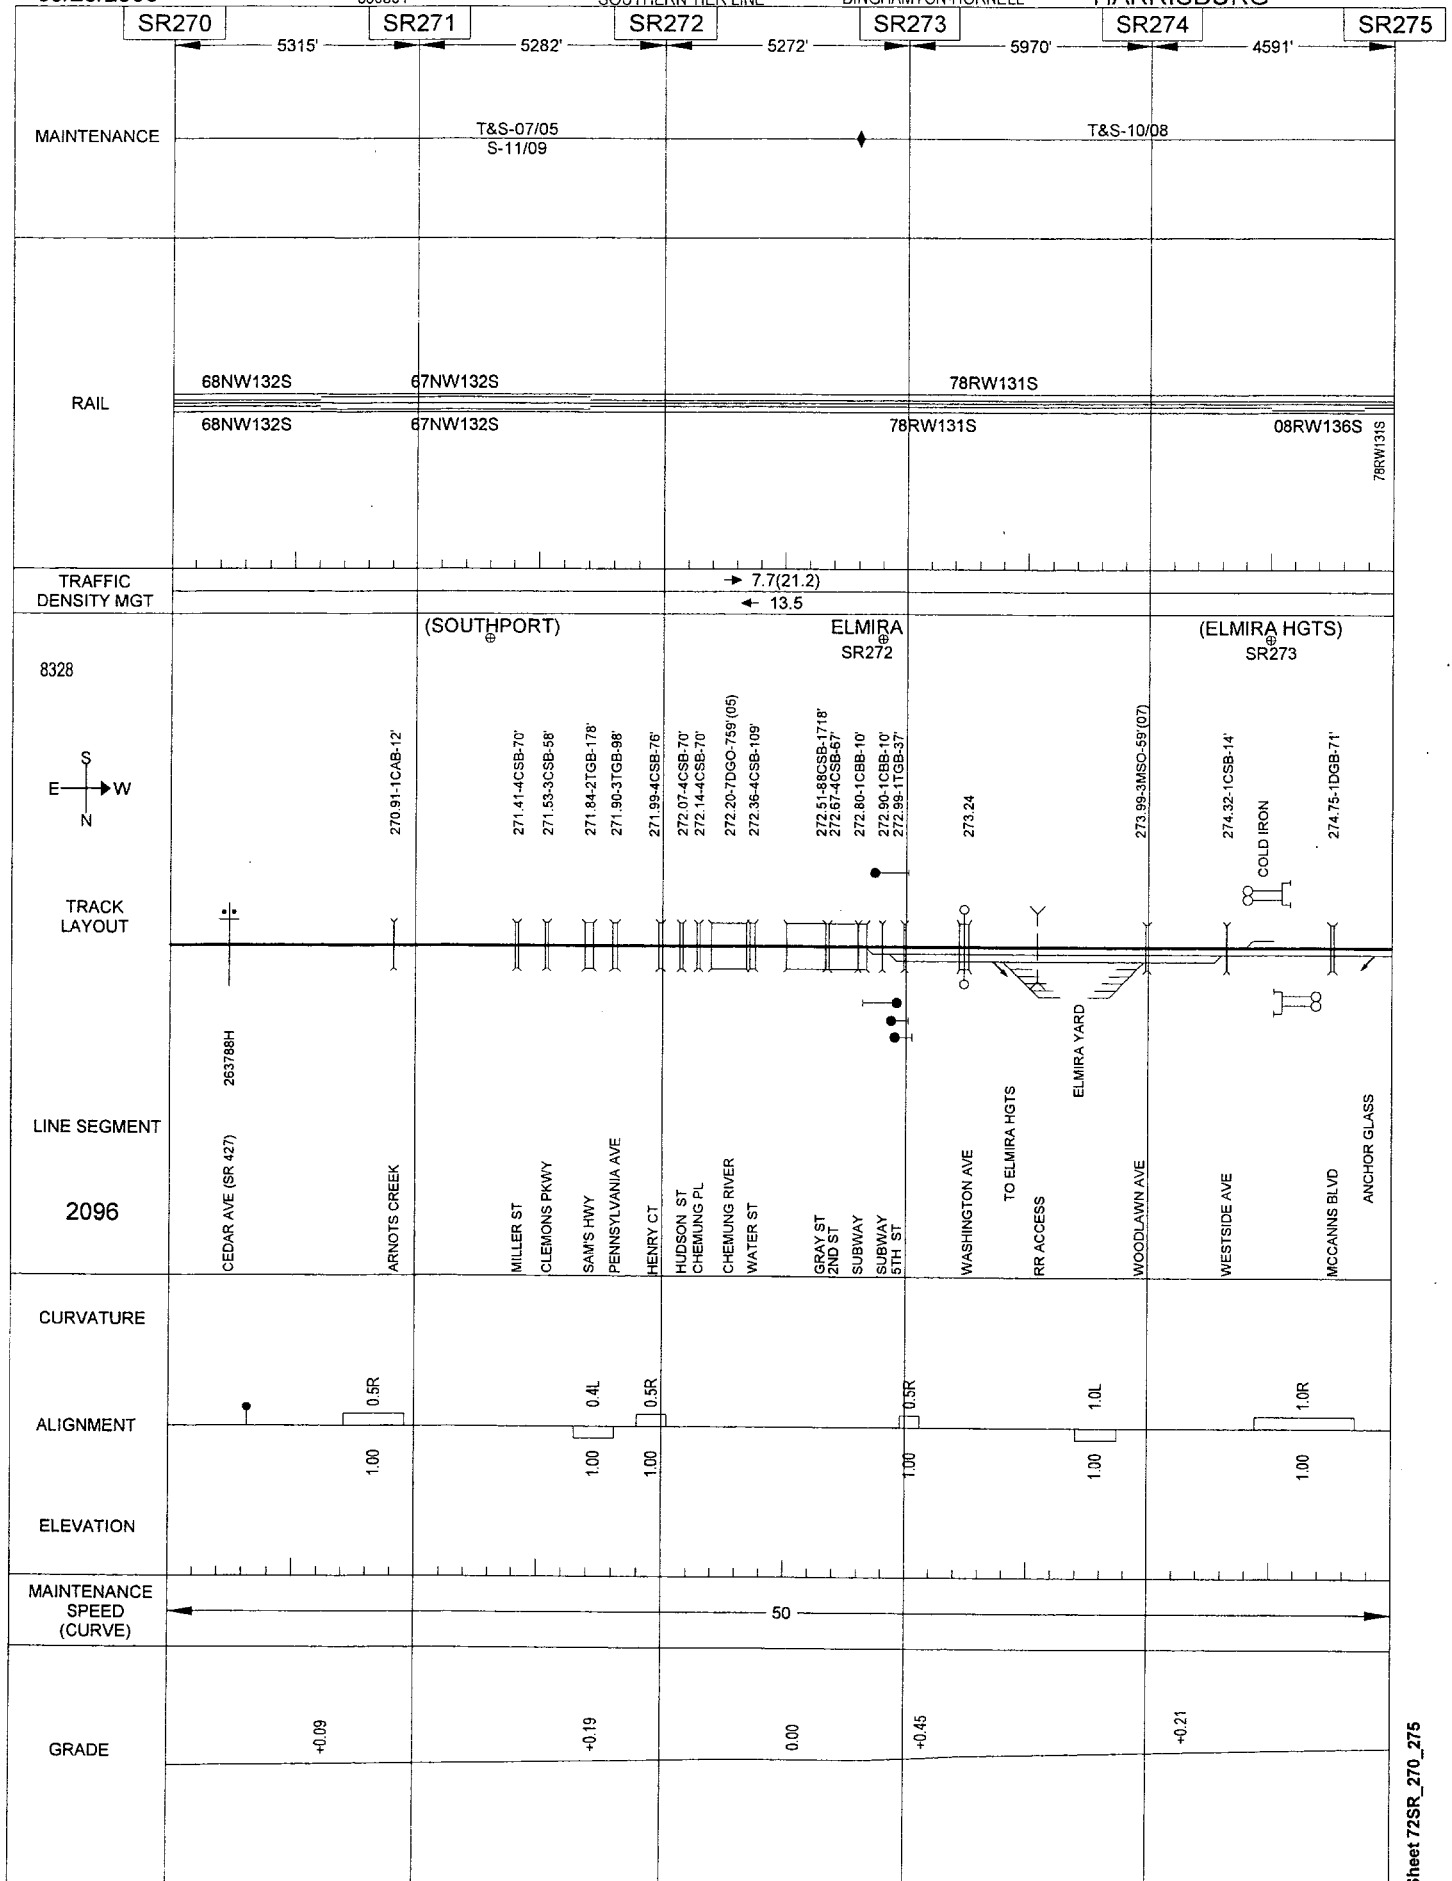 SOUTHERN TIER LINE
BINGHAMTON-HORNELL
HARRISBURG
SR270
SR271
SR272
SR273
SR274
SR275
5315'
5282'
5272'
5970'
4591'
MAINTENANCE
T&S-07/05
S-11/09
T&S-10/08
RAIL
68NW132S
67NW132S
78RW131S
68NW132S
67NW132S
78RW131S
08RW136S
78RW131S
TRAFFIC
DENSITY MGT
7.7(21.2)
13.5
(SOUTHPORT)
ELMIRA
SR272
(ELMIRA HGTS)
SR273
8328
S
E
W
N
270.91-1CAB-12'
271.41-4CSB-70'
271.53-3CSB-58'
271.84-2TGB-178'
271.90-3TGB-98'
271.99-4CSB-76'
272.07-4CSB-70'
272.14-4CSB-70'
272.20-7DGO-759'(05)
272.36-4CSB-109'
272.51-88CSB-1718'
272.67-4CSB-67'
272.80-1CBB-10'
272.90-1CBB-10'
272.99-1TGB-37'
273.24
273.99-3MSO-59'(07)
274.32-1CSB-14'
COLD IRON
274.75-1DGB-71'
TRACK
LAYOUT
263788H
ELMIRA YARD
TO ELMIRA HGTS
ANCHOR GLASS
LINE SEGMENT
2096
CEDAR AVE (SR 427)
ARNOTS CREEK
MILLER ST
CLEMONS PKWY
SAM'S HWY
PENNSYLVANIA AVE
HENRY CT
HUDSON ST
CHEMUNG PL
CHEMUNG RIVER
WATER ST
GRAY ST
2ND ST
SUBWAY
SUBWAY
5TH ST
WASHINGTON AVE
RR ACCESS
WOODLAWN AVE
WESTSIDE AVE
MCCANNS BLVD
CURVATURE
0.5R
0.4L
0.5R
0.5R
1.0L
1.0R
ALIGNMENT
1.00
1.00
1.00
1.00
1.00
1.00
ELEVATION
MAINTENANCE
SPEED
(CURVE)
50
GRADE
+0.09
+0.19
0.00
+0.45
+0.21
Sheet 72SR_270_275